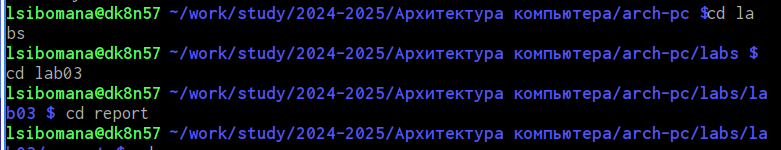 lsibomana@dk8n57 ~/work/study/2024-2025/Архитектура компьютера/arch-pc $cd la
bs
lsibomana@dk8n57 ~/work/study/2024-2025/Архитектура компьютера/arch-pc/labs $
cd lab03
lsibomana@dk8n57 ~/work/study/2024-2025/Архитектура компьютера/arch-pc/labs/la
b03 $ cd report
lsibomana@dk8n57 ~/work/study/2024-2025/Архитектура компьютера/arch-pc/labs/la